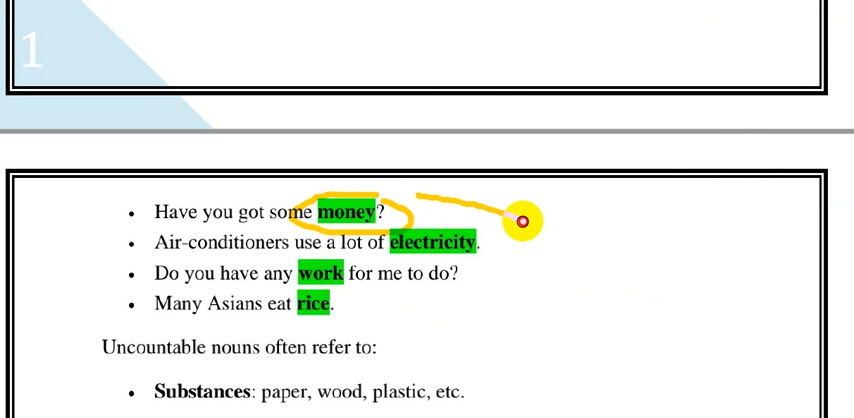 1
• Have you got some money?
• Air-conditioners use a lot of electricity.
• Do you have any work for me to do?
• Many Asians eat rice.
Uncountable nouns often refer to:
• Substances: paper, wood, plastic, etc.